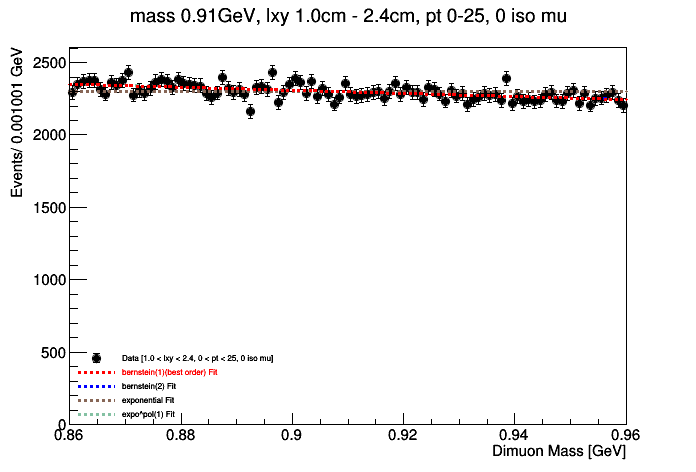 mass 0.91GeV, lxy 1.0cm - 2.4cm, pt 0-25, 0 iso mu
Events/ 0.001001 GeV
2500
2000
1500
1000
500
0
Data [1.0 < lxy < 2.4, 0 < pt < 25, 0 iso mu]
bernstein(1)(best order) Fit
bernstein(2) Fit
exponential Fit
expo^pol(1) Fit
0.86 0.88 0.9 0.92 0.94 0.96
Dimuon Mass [GeV]